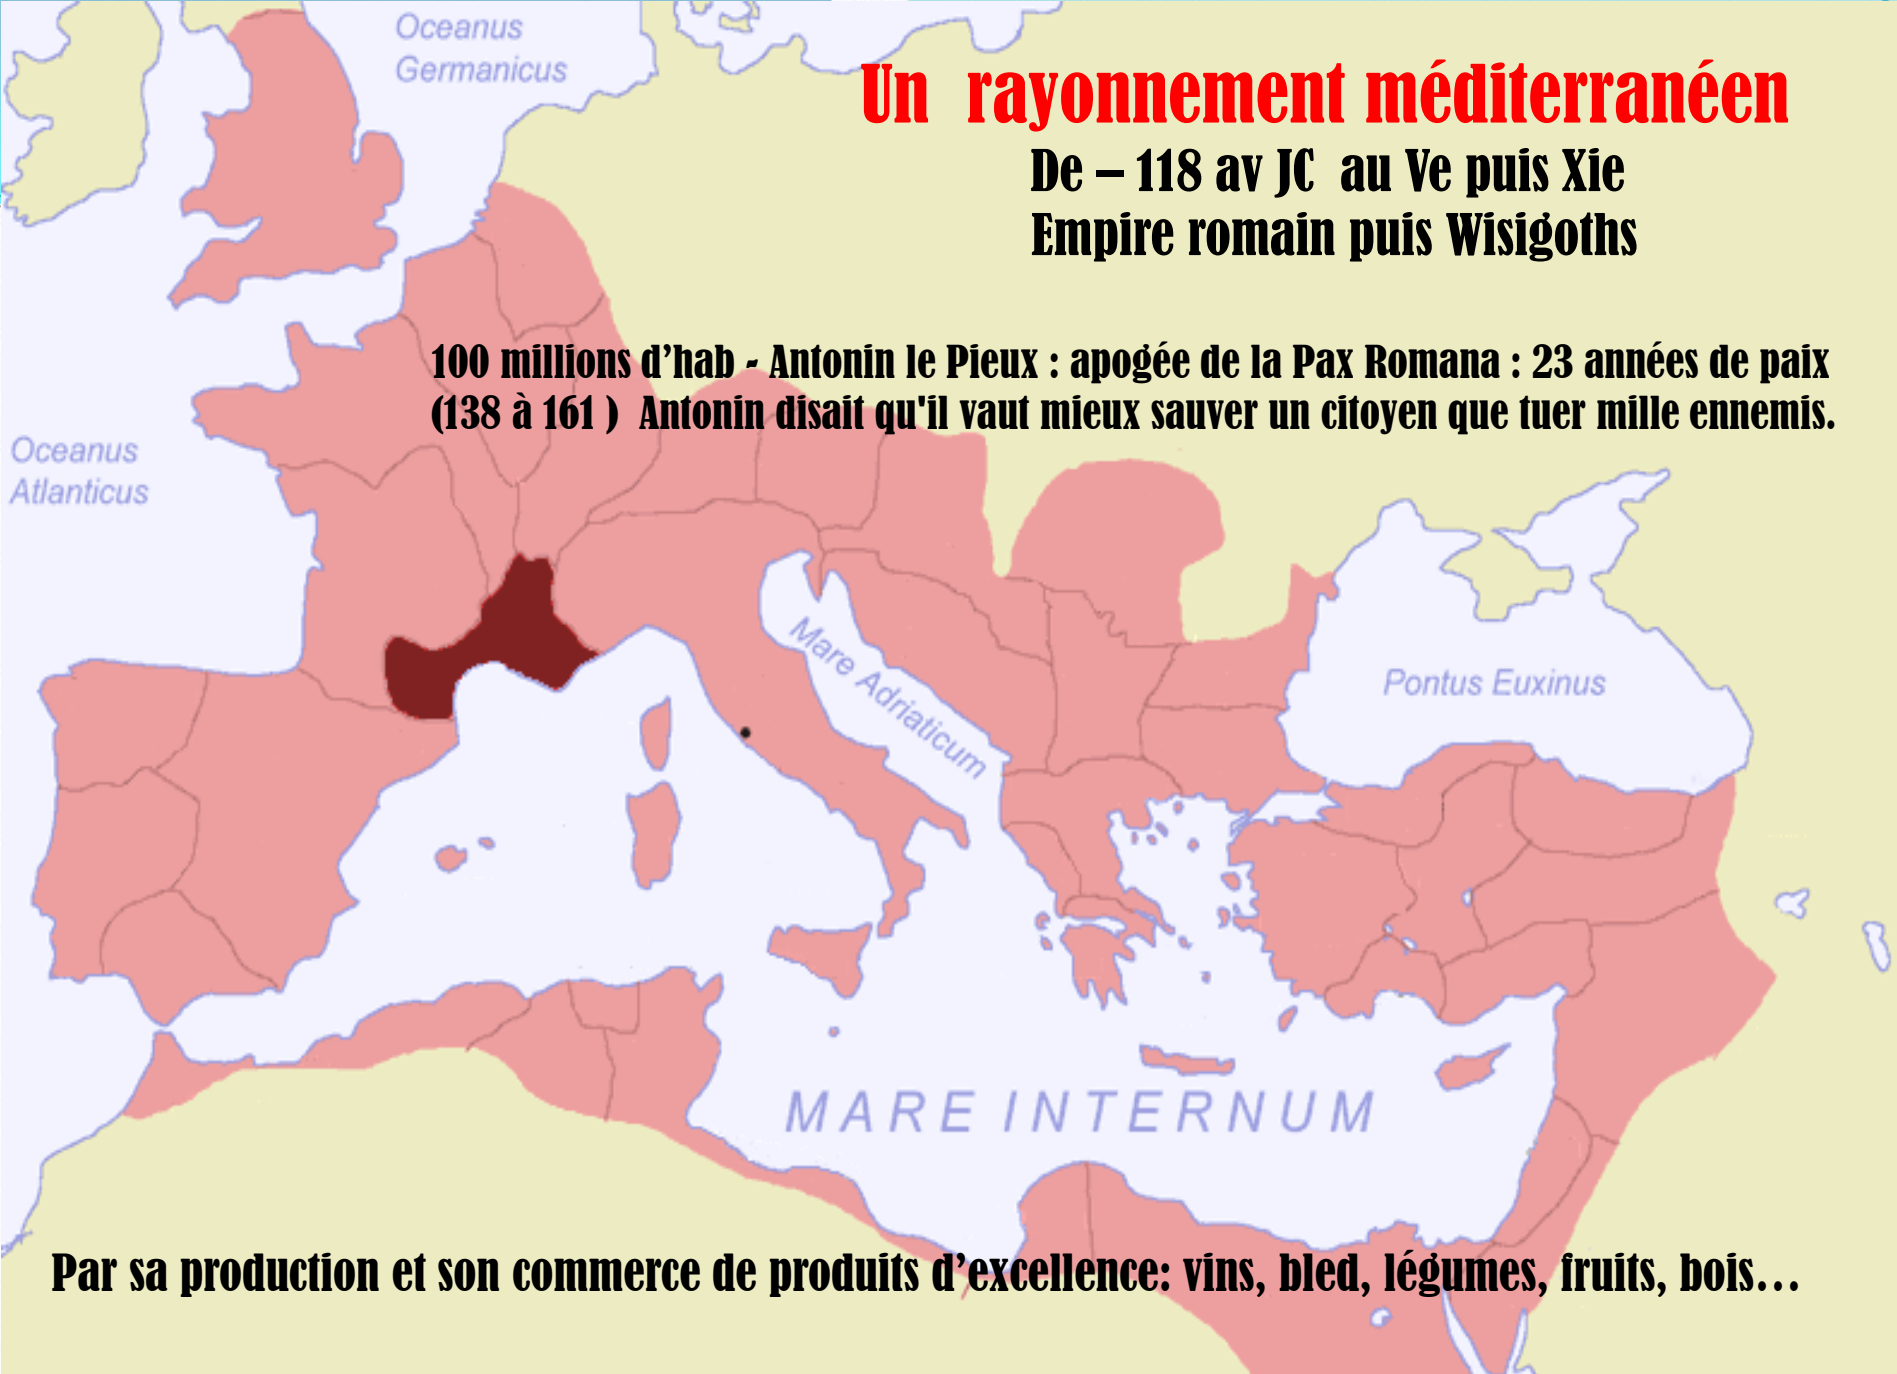 Oceanus
Germanicus
Un rayonnement méditerranéen
De – 118 av JC au Ve puis Xie
Empire romain puis Wisigoths
100 millions d’hab - Antonin le Pieux : apogée de la Pax Romana : 23 années de paix
(138 à 161 ) Antonin disait qu'il vaut mieux sauver un citoyen que tuer mille ennemis.
Oceanus
Atlanticus
Mare Adriaticum
Pontus Euxinus
MARE INTERNUM
Par sa production et son commerce de produits d’excellence: vins, bled, légumes, fruits, bois…